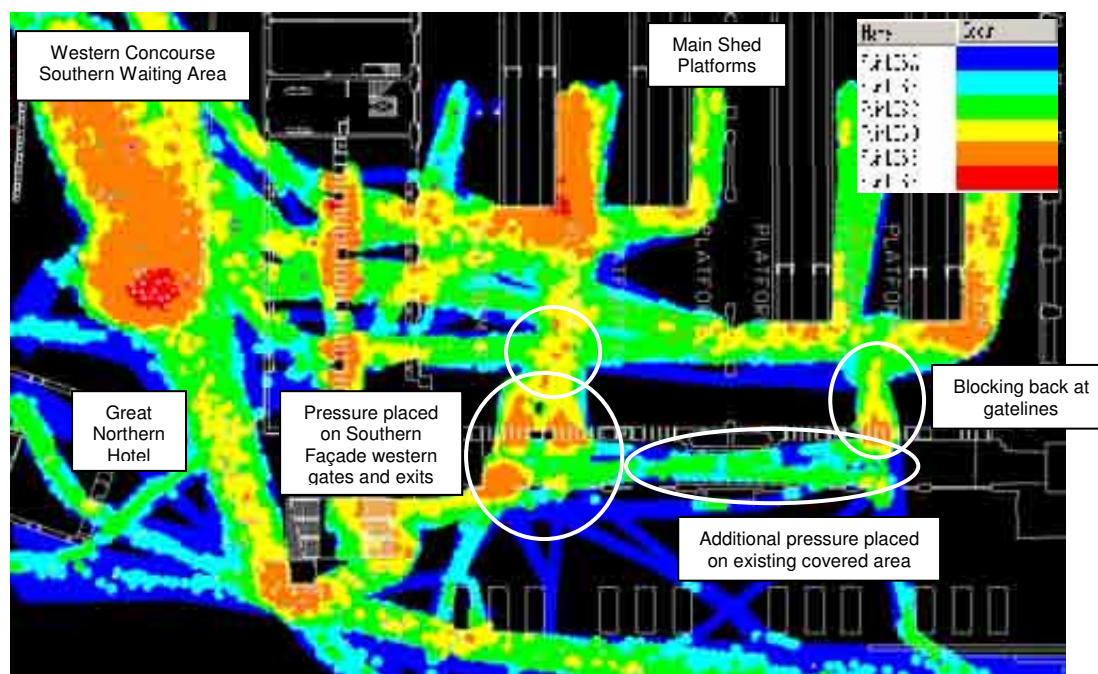 Western Concourse
Southern Waiting Area
Main Shed
Platforms
Great
Northern
Hotel
Pressure placed
on Southern
Façade western
gates and exits
Blocking back at
gatelines
Additional pressure placed
on existing covered area
PLATFORM
PLATFOR
PLATFORM